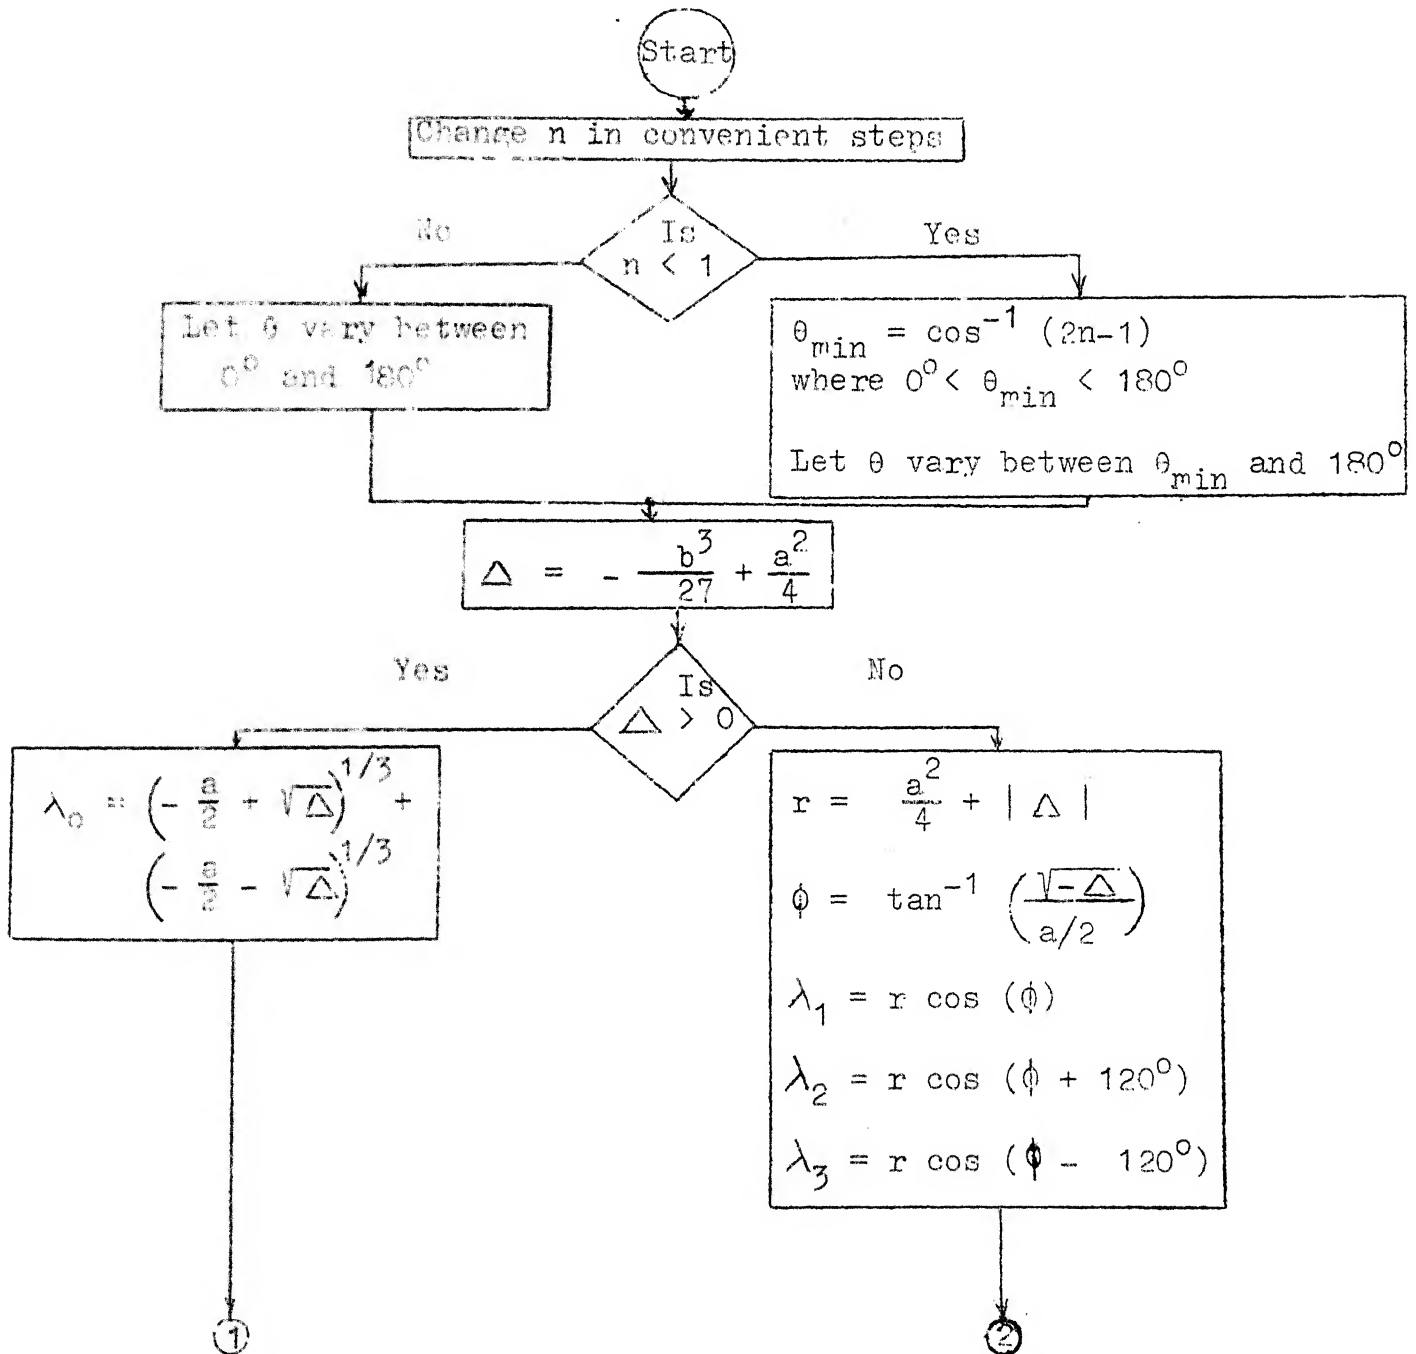 Start
Change n in convenient steps
No
Is
n < 1
Yes
Let θ vary between
0° and 180°
θ_min = cos⁻¹ (2n-1)
where 0° < θ_min < 180°
Let θ vary between θ_min and 180°
Δ = - b³/27 + a²/4
Yes
Is
Δ > 0
No
λ₀ = (- a/2 + √Δ)^1/3 +
(- a/2 - √Δ)^1/3
r = a²/4 + | Δ |
ϕ = tan⁻¹ (√-Δ / a/2)
λ₁ = r cos (ϕ)
λ₂ = r cos (ϕ + 120°)
λ₃ = r cos (ϕ - 120°)
1
2